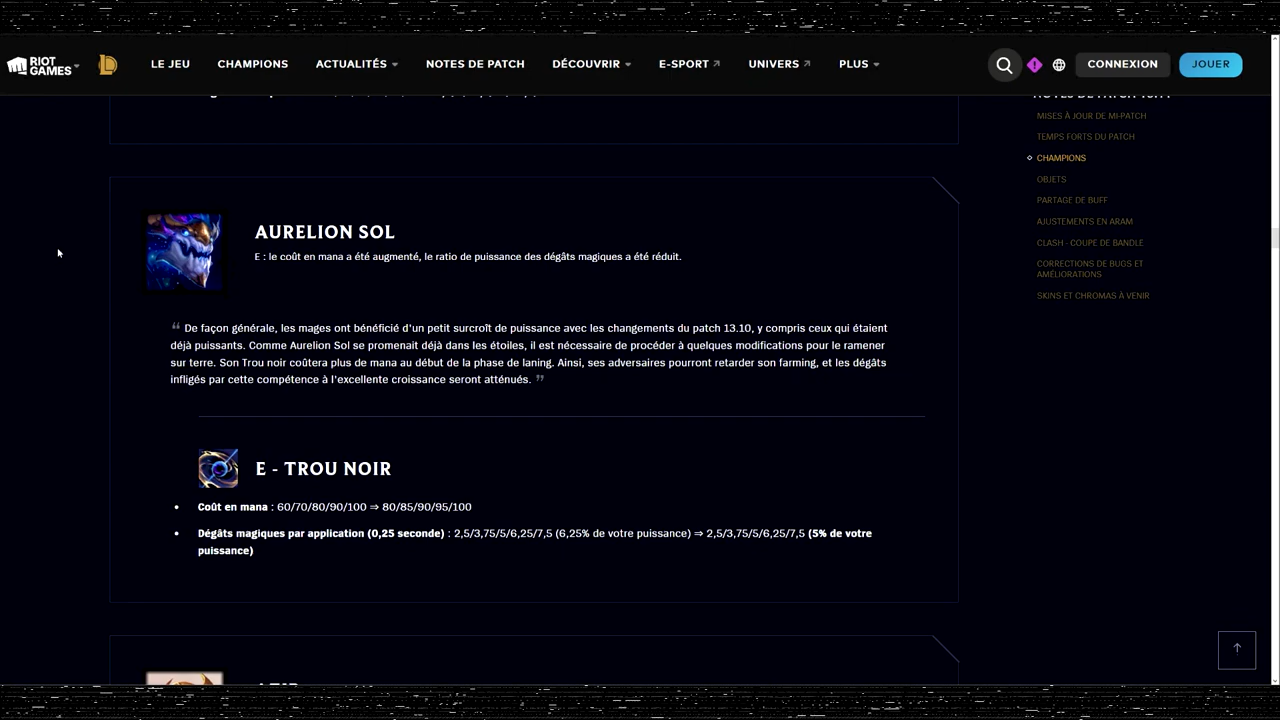 RIOT GAMES
LE JEU
CHAMPIONS
ACTUALITÉS
NOTES DE PATCH
DÉCOUVRIR
E-SPORT
UNIVERS
PLUS
CONNEXION
JOUER
MISES À JOUR DE MI-PATCH
TEMPS FORTS DU PATCH
CHAMPIONS
OBJETS
PARTAGE DE BUFF
AJUSTEMENTS EN ARAM
CLASH - COUPE DE BANDLE
CORRECTIONS DE BUGS ET
AMÉLIORATIONS
SKINS ET CHROMAS À VENIR
AURELION SOL
E : le coût en mana a été augmenté, le ratio de puissance des dégâts magiques a été réduit.
“ De façon générale, les mages ont bénéficié d'un petit surcroît de puissance avec les changements du patch 13.10, y compris ceux qui étaient
déjà puissants. Comme Aurelion Sol se promenait déjà dans les étoiles, il est nécessaire de procéder à quelques modifications pour le ramener
sur terre. Son Trou noir coûtera plus de mana au début de la phase de laning. Ainsi, ses adversaires pourront retarder son farming, et les dégâts
infligés par cette compétence à l'excellente croissance seront atténués. ”
E - TROU NOIR
• Coût en mana : 60/70/80/90/100 ⇒ 80/85/90/95/100
• Dégâts magiques par application (0,25 seconde) : 2,5/3,75/5/6,25/7,5 (6,25% de votre puissance) ⇒ 2,5/3,75/5/6,25/7,5 (5% de votre
puissance)